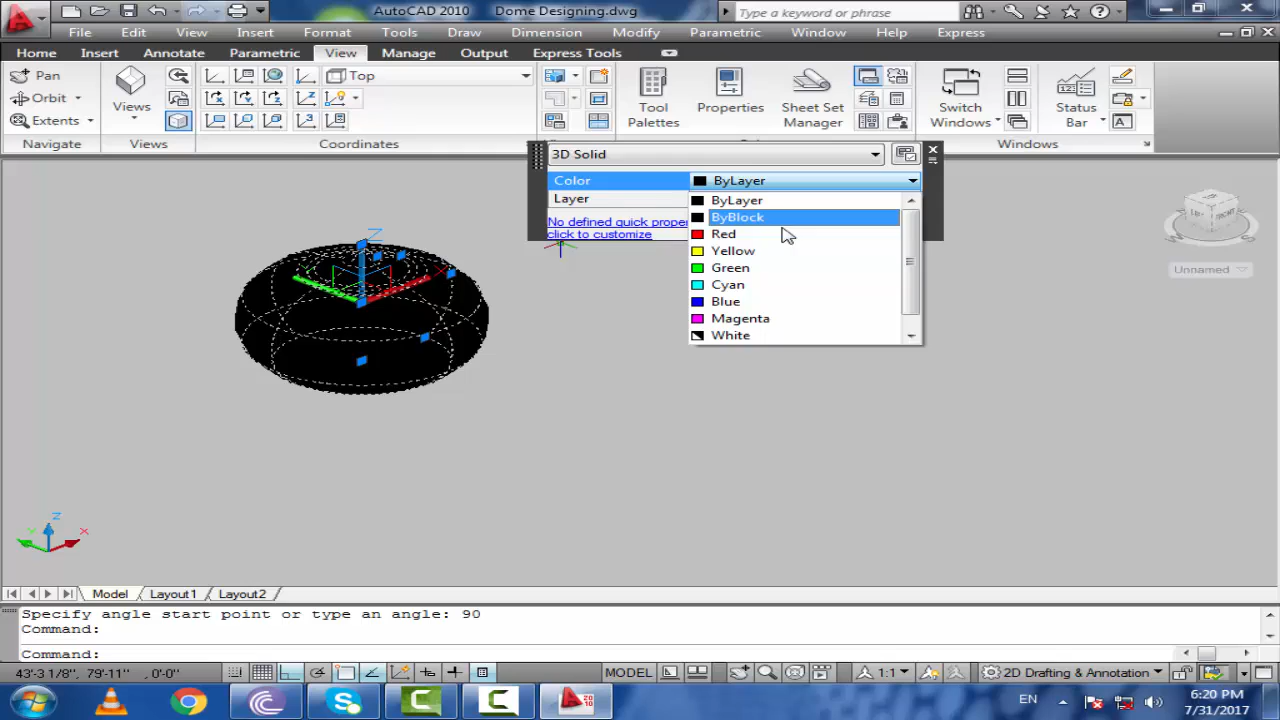 AutoCAD 2010 Dome Designing.dwg Type a keyword or phrase
File Edit View Insert Format Tools Draw Dimension Modify Parametric Window Help Express
Home Insert Annotate Parametric View Manage Output Express Tools
Pan
Orbit
Extents
Navigate
Views
Views
Top
Coordinates
Tool
Palettes
Properties
Sheet Set
Manager
Switch
Windows
Status
Bar
Windows
3D Solid
Color ByLayer
Layer
No defined quick proper
click to customize
ByLayer
ByBlock
Red
Yellow
Green
Cyan
Blue
Magenta
White
Z
X
FRONT
Unnamed
Z
Y
X
Model Layout1 Layout2
Specify angle start point or type an angle: 90
Command:
Command:
43'-3 1/8", 79'-11" , 0'-0" MODEL 1:1 2D Drafting & Annotation
EN
6:20 PM
7/31/2017